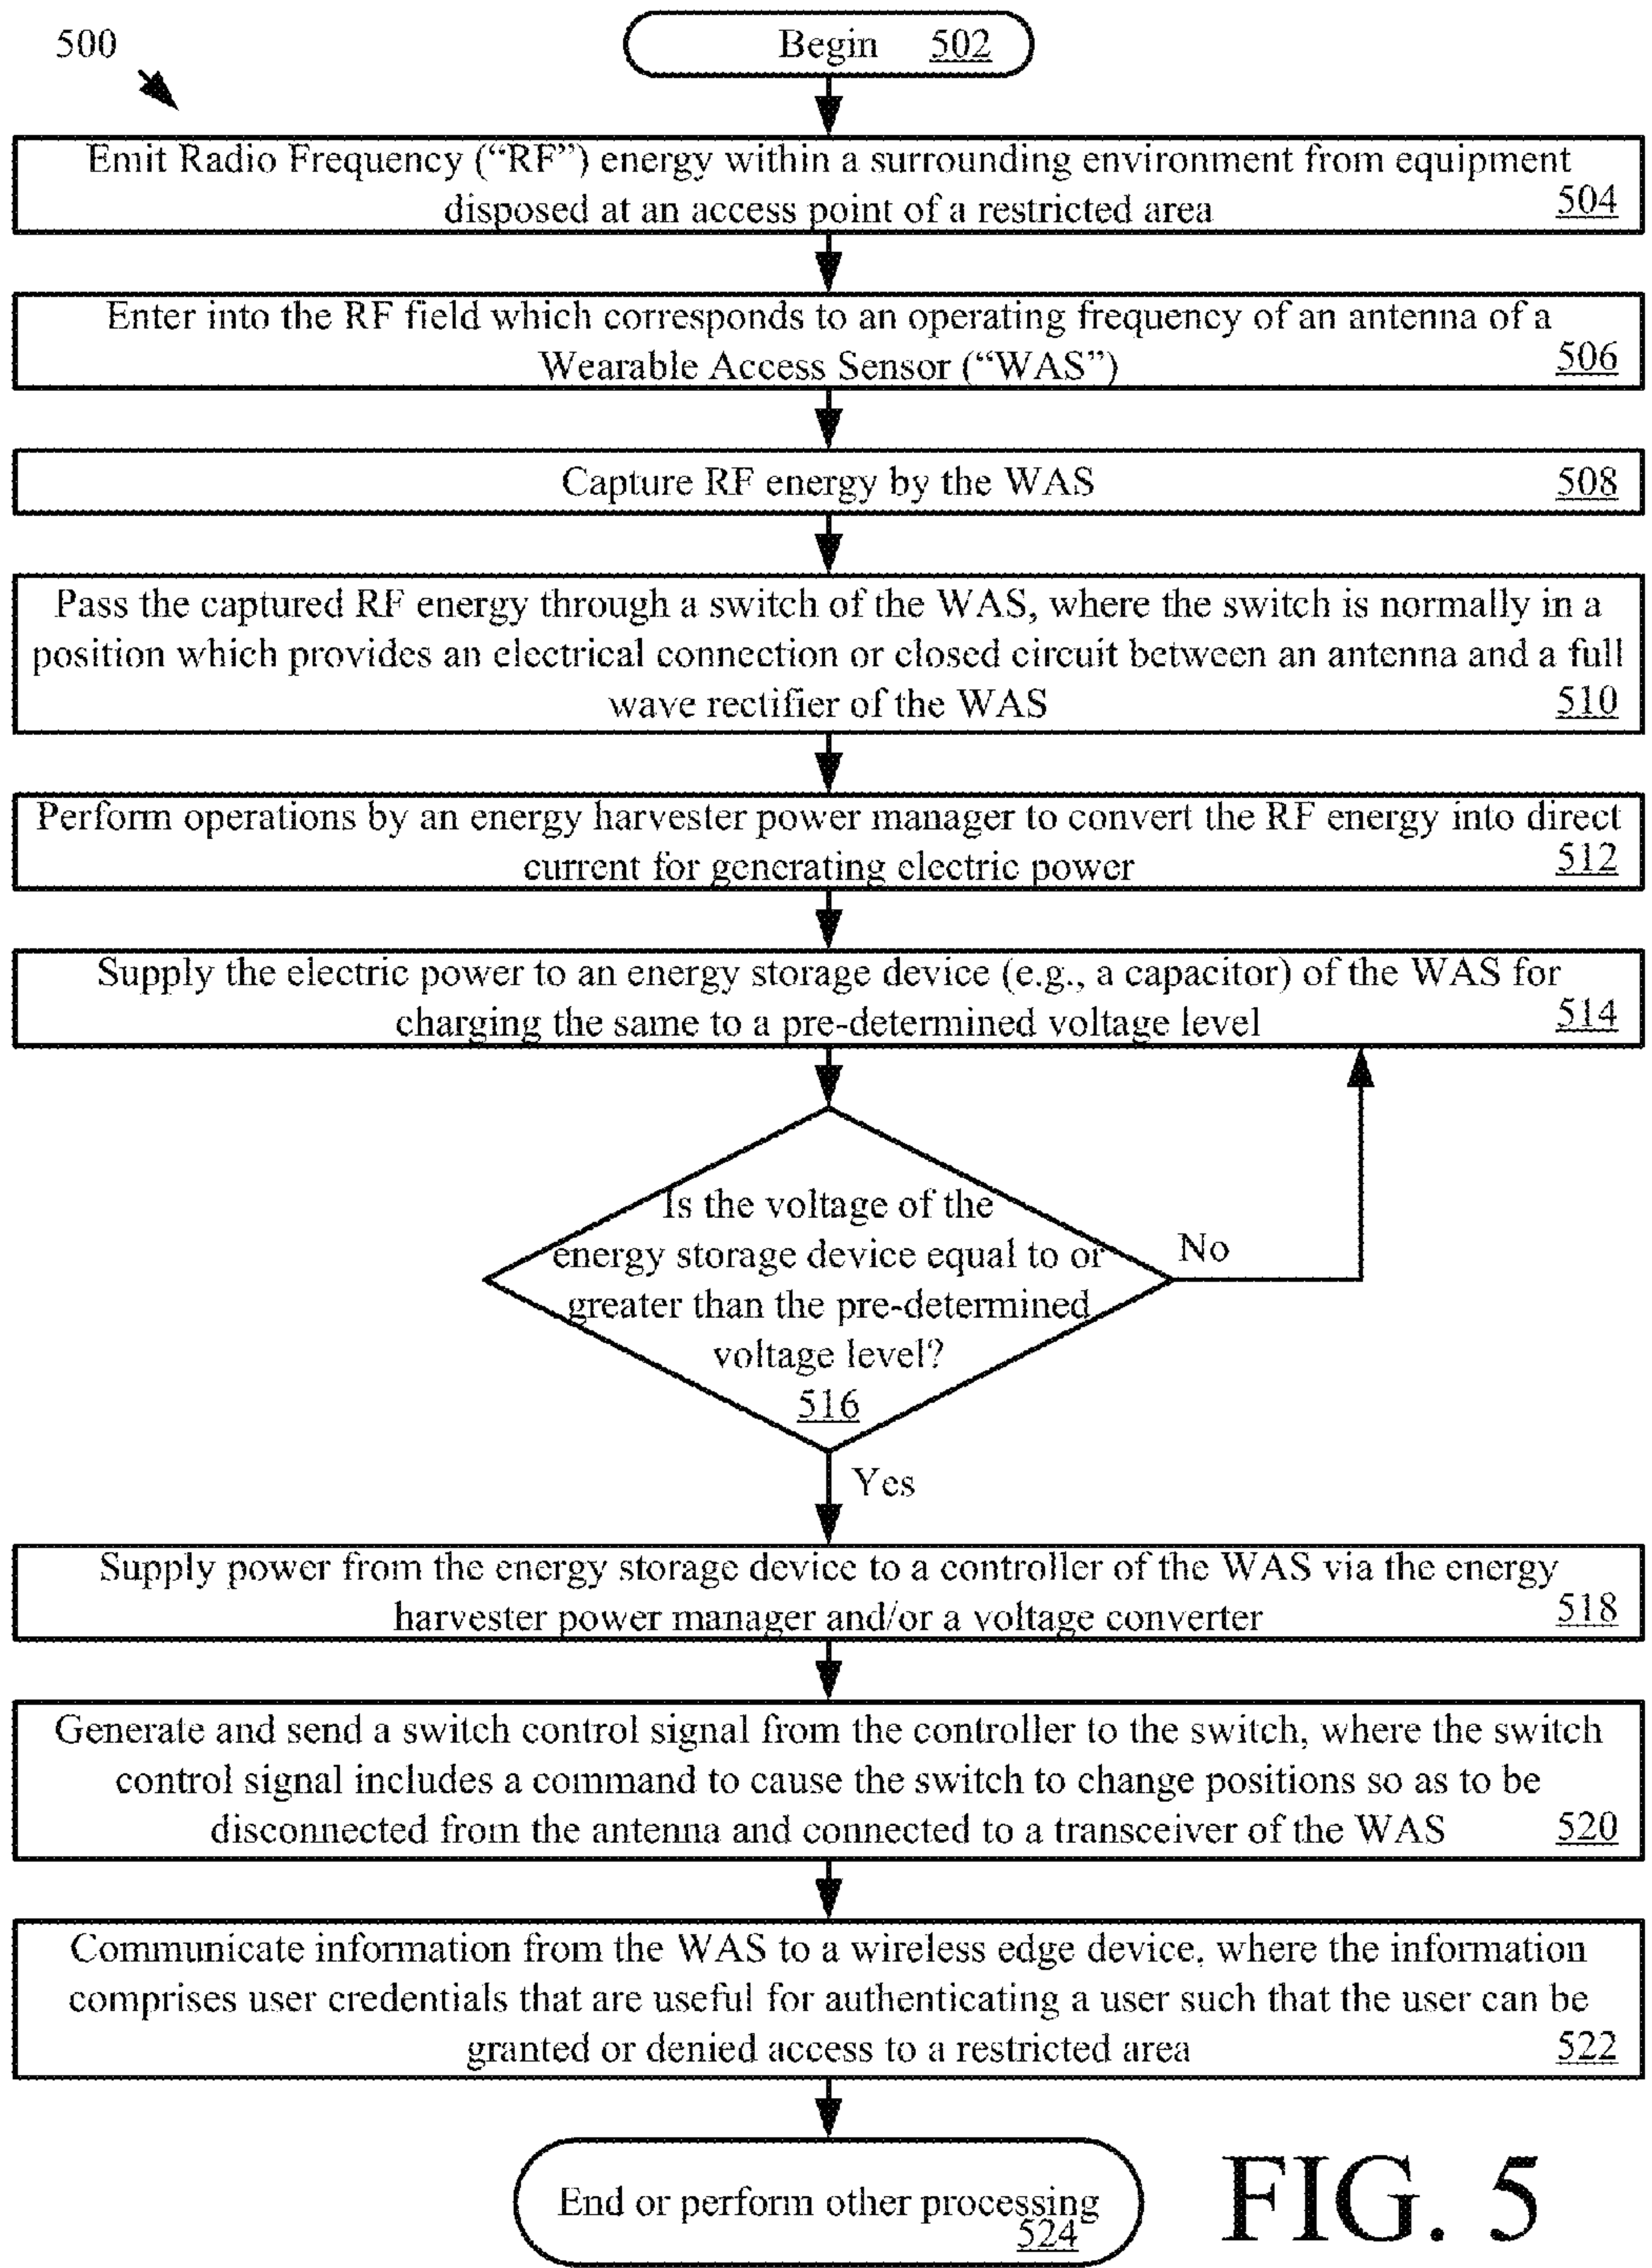 500
Begin 502
Emit Radio Frequency (“RF”) energy within a surrounding environment from equipment
disposed at an access point of a restricted area 504
Enter into the RF field which corresponds to an operating frequency of an antenna of a
Wearable Access Sensor (“WAS”) 506
Capture RF energy by the WAS 508
Pass the captured RF energy through a switch of the WAS, where the switch is normally in a
position which provides an electrical connection or closed circuit between an antenna and a full
wave rectifier of the WAS 510
Perform operations by an energy harvester power manager to convert the RF energy into direct
current for generating electric power 512
Supply the electric power to an energy storage device (e.g., a capacitor) of the WAS for
charging the same to a pre-determined voltage level 514
Is the voltage of the
energy storage device equal to or
greater than the pre-determined
voltage level?
516
No
Yes
Supply power from the energy storage device to a controller of the WAS via the energy
harvester power manager and/or a voltage converter 518
Generate and send a switch control signal from the controller to the switch, where the switch
control signal includes a command to cause the switch to change positions so as to be
disconnected from the antenna and connected to a transceiver of the WAS 520
Communicate information from the WAS to a wireless edge device, where the information
comprises user credentials that are useful for authenticating a user such that the user can be
granted or denied access to a restricted area 522
End or perform other processing
524
FIG. 5